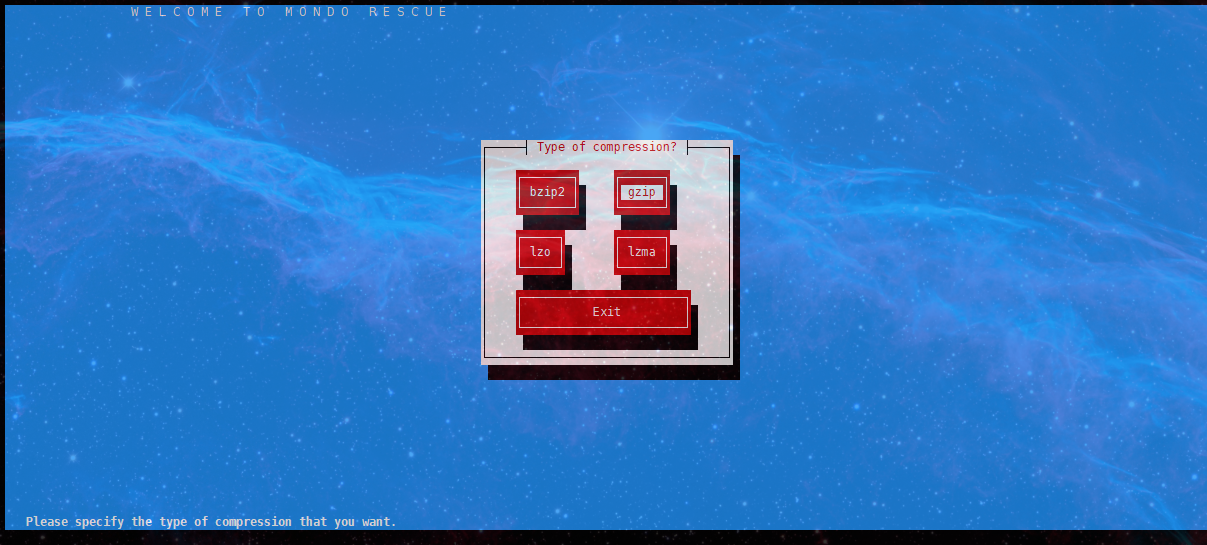 WELCOME TO MONDO RESCUE
Type of compression?
bzip2 gzip
lzo lzma
Exit
Please specify the type of compression that you want.